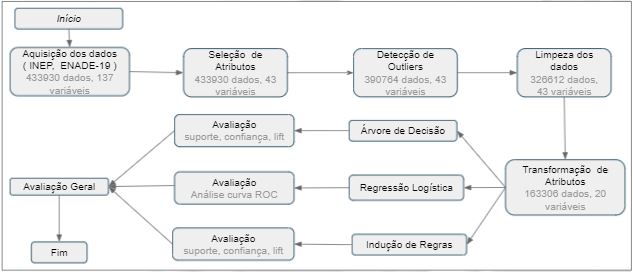 Início
Aquisição dos dados
( INEP, ENADE-19 )
433930 dados, 137
variáveis
Seleção de
Atributos
433930 dados, 43
variáveis
Detecção de
Outliers
390764 dados, 43
variáveis
Limpeza dos
dados
326612 dados,
43 variáveis
Avaliação
suporte, confiança, lift
Árvore de Decisão
Transformação de
Atributos
163306 dados, 20
variáveis
Avaliação Geral
Avaliação
Análise curva ROC
Regressão Logística
Avaliação
suporte, confiança, lift
Indução de Regras
Fim